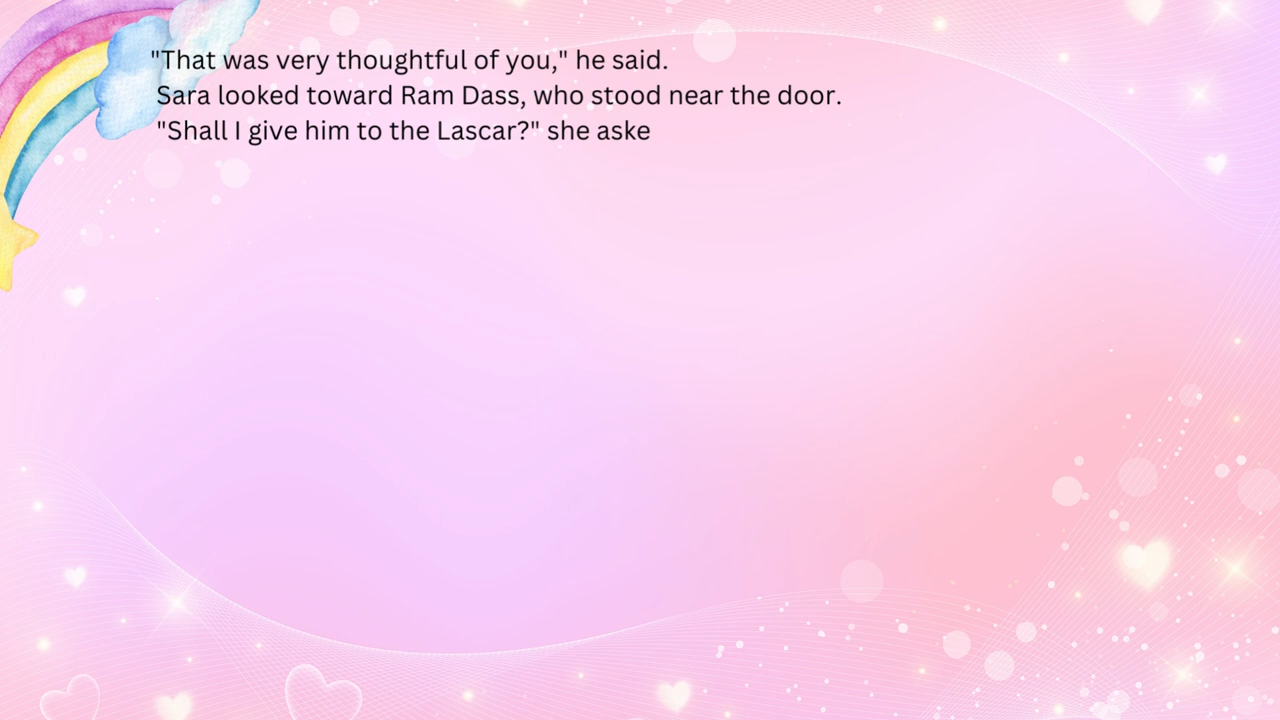 "That was very thoughtful of you," he said.
Sara looked toward Ram Dass, who stood near the door.
"Shall I give him to the Lascar?" she aske